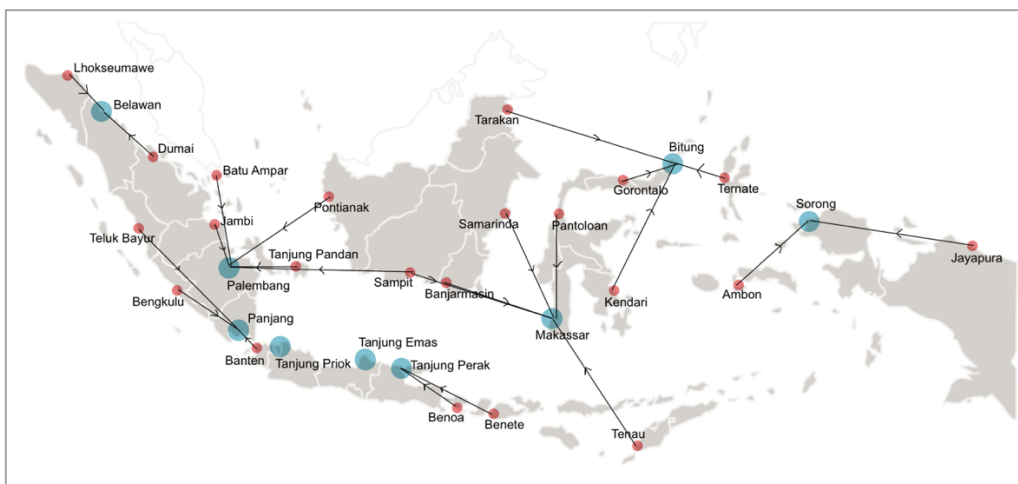 Lhokseumawe
Belawan
Tarakan
Bitung
Dumai
Batu Ampar
Gorontalo
Ternate
Pontianak
Sorong
Jambi
Samarinda
Pantoloan
Teluk Bayur
Tanjung Pandan
Jayapura
Palembang
Sampit
Banjarmasin
Ambon
Bengkulu
Kendari
Panjang
Makassar
Tanjung Emas
Banten
Tanjung Priok
Tanjung Perak
Benoa
Benete
Tenau